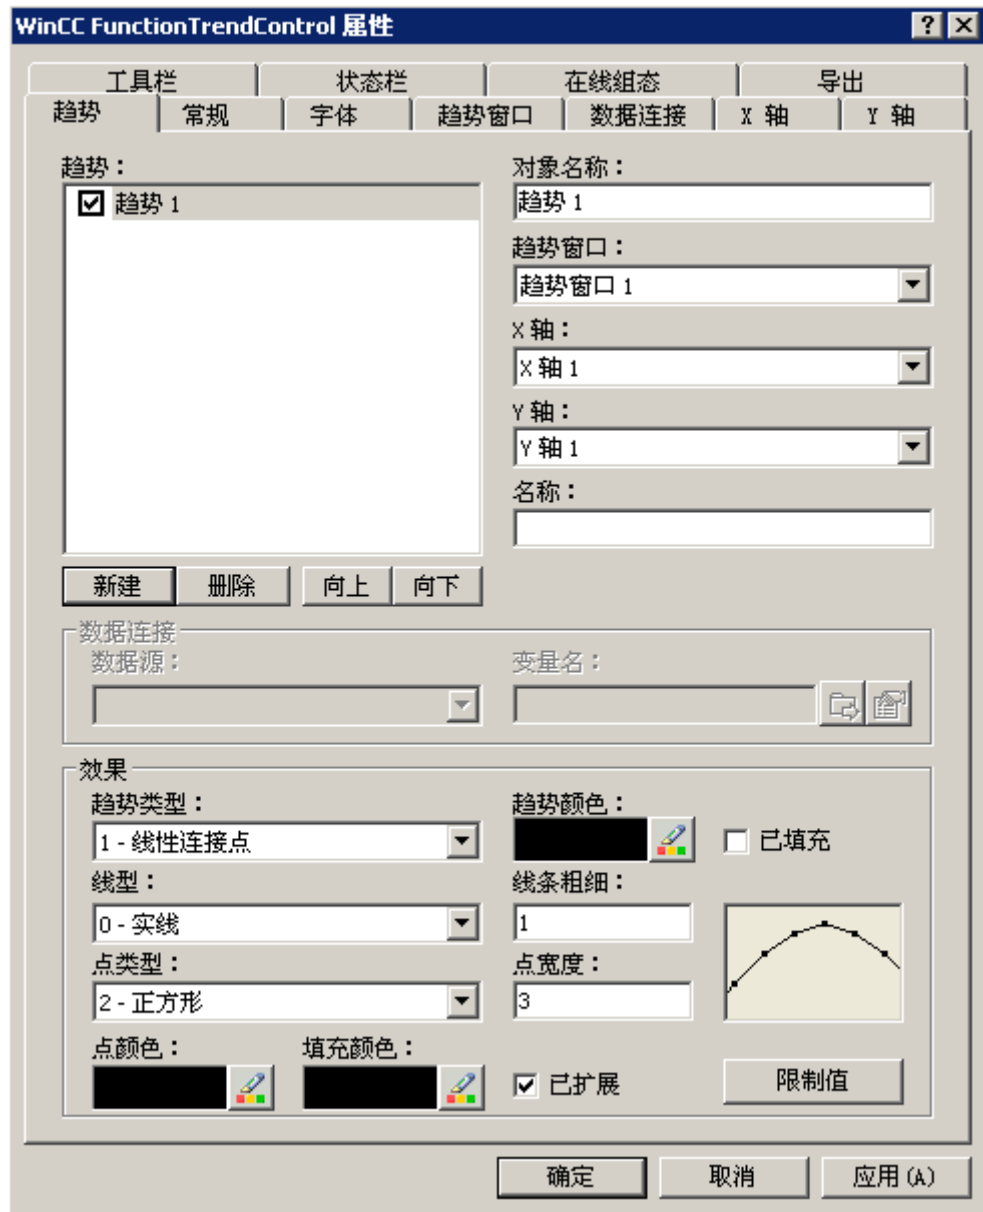 WinCC FunctionTrendControl 属性
工具栏 状态栏 在线组态 导出
趋势 常规 字体 趋势窗口 数据连接 X 轴 Y 轴
趋势：
趋势 1
对象名称：
趋势 1
趋势窗口：
趋势窗口 1
X 轴：
X 轴 1
Y 轴：
Y 轴 1
名称：
新建 删除 向上 向下
数据连接
数据源： 变量名：
效果
趋势类型： 趋势颜色：
1 - 线性连接点 已填充
线型： 线条粗细：
0 - 实线 1
点类型： 点宽度：
2 - 正方形 3
点颜色： 填充颜色：
已扩展 限制值
确定 取消 应用(A)